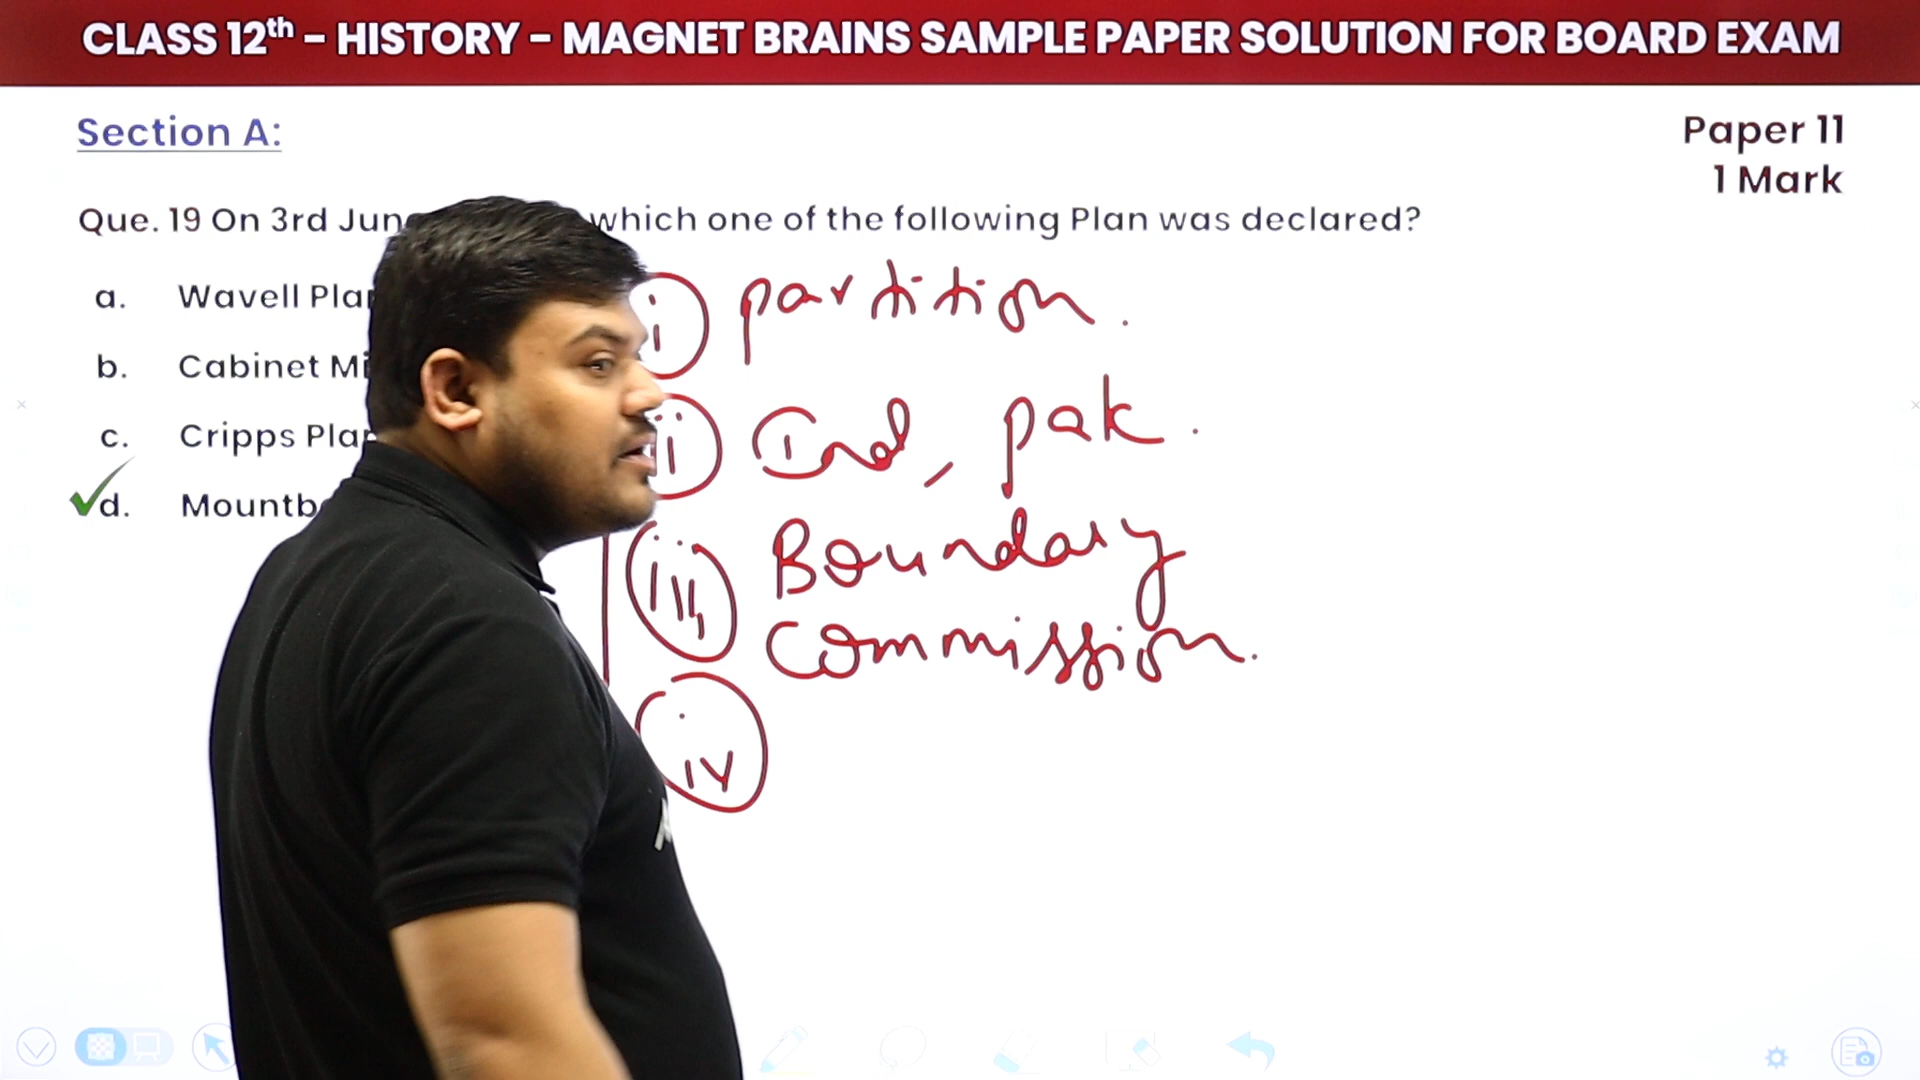 CLASS 12th - HISTORY - MAGNET BRAINS SAMPLE PAPER SOLUTION FOR BOARD EXAM
Section A:
Paper 11
1 Mark
Que. 19 On 3rd Jun which one of the following Plan was declared?
a. Wavell Pla
b. Cabinet Mi
c. Cripps Pla
d. Mountb
i partition.
ii Ind, pak.
iii Boundary
commission.
iv